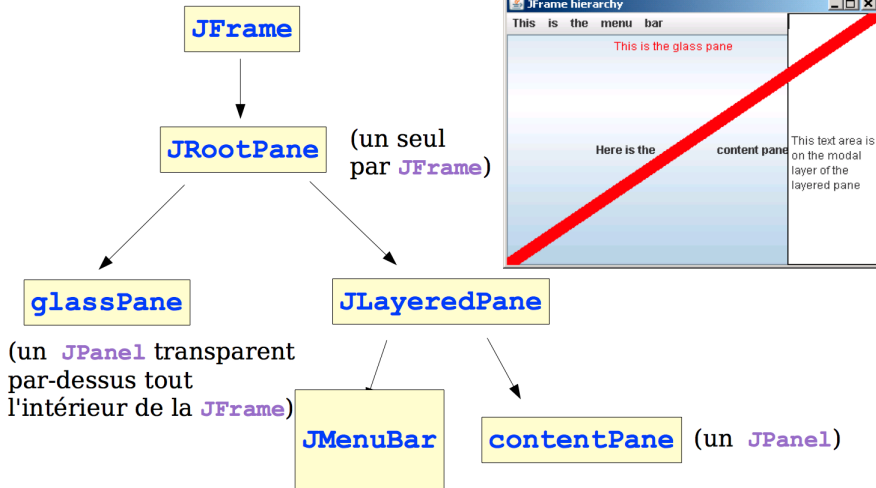 JFrame
JRootPane
(un seul
par JFrame)
glassPane
(un JPanel transparent
par-dessus tout
l'intérieur de la JFrame)
JLayeredPane
JMenuBar
contentPane
(un JPanel)
JFrame hierarchy
This is the menu bar
This is the glass pane
Here is the content pane
This text area is
on the modal
layer of the
layered pane